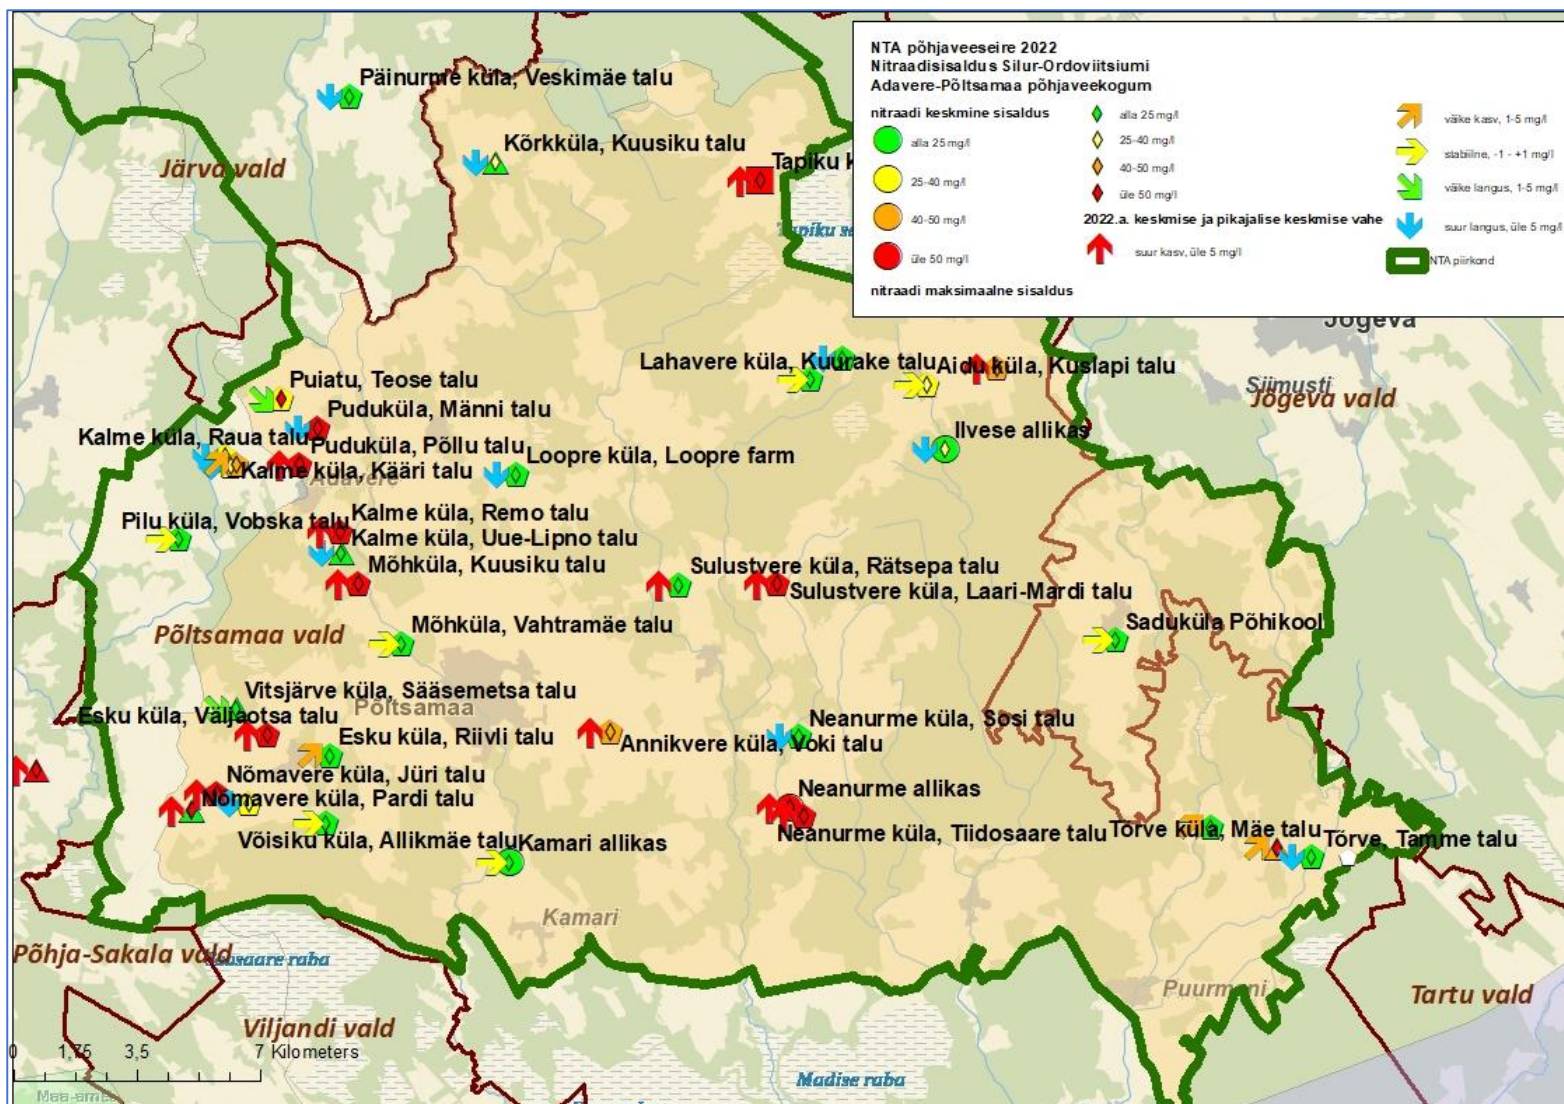 NTA põhjaveeseire 2022
Nitraadisisaldus Silur-Ordoviitsiumi
Adavere-Põltsamaa põhjaveekogum
nitraadi keskmine sisaldus
alla 25 mg/l
25-40 mg/l
40-50 mg/l
üle 50 mg/l
nitraadi maksimaalne sisaldus
alla 25 mg/l
25-40 mg/l
40-50 mg/l
üle 50 mg/l
2022.a. keskmise ja pikajalise keskmise vahe
suur kasv, üle 5 mg/l
väike kasv, 1-5 mg/l
stabiilne, -1 - +1 mg/l
väike langus, 1-5 mg/l
suur langus, üle 5 mg/l
NTA piirkond
Päinurme küla, Veskimäe talu
Kõrkküla, Kuusiku talu
Järva vald
Tapiku
Jõgeva
Lahavere küla, Kuurake talu
Aidu küla, Kuslapi talu
Puiatu, Teose talu
Siimusti
Jõgeva vald
Puduküla, Männi talu
Kalme küla, Raua talu
Puduküla, Põllu talu
Ilvese allikas
Loopre küla, Loopre farm
Kalme küla, Kääri talu
Adavere
Kalme küla, Remo talu
Pilu küla, Vobska talu
Kalme küla, Uue-Lipno talu
Mõhküla, Kuusiku talu
Sulustvere küla, Rätsepa talu
Sulustvere küla, Laari-Mardi talu
Põltsamaa vald
Mõhküla, Vahtramäe talu
Saduküla Põhikool
Vitsjärve küla, Sääsemetsa talu
Põltsamaa
Esku küla, Väljaotsa talu
Neanurme küla, Sosi talu
Esku küla, Riivli talu
Annikvere küla, Voki talu
Nõmavere küla, Jüri talu
Nõmavere küla, Pardi talu
Neanurme allikas
Neanurme küla, Tiidosaare talu
Tõrve küla, Mäe talu
Tõrve, Tamme talu
Võisiku küla, Allikmäe talu
Kamari allikas
Kamari
Põhja-Sakala vald
raba
Puurmani
Tartu vald
Viljandi vald
0 1,75 3,5 7 Kilometers
Madise raba